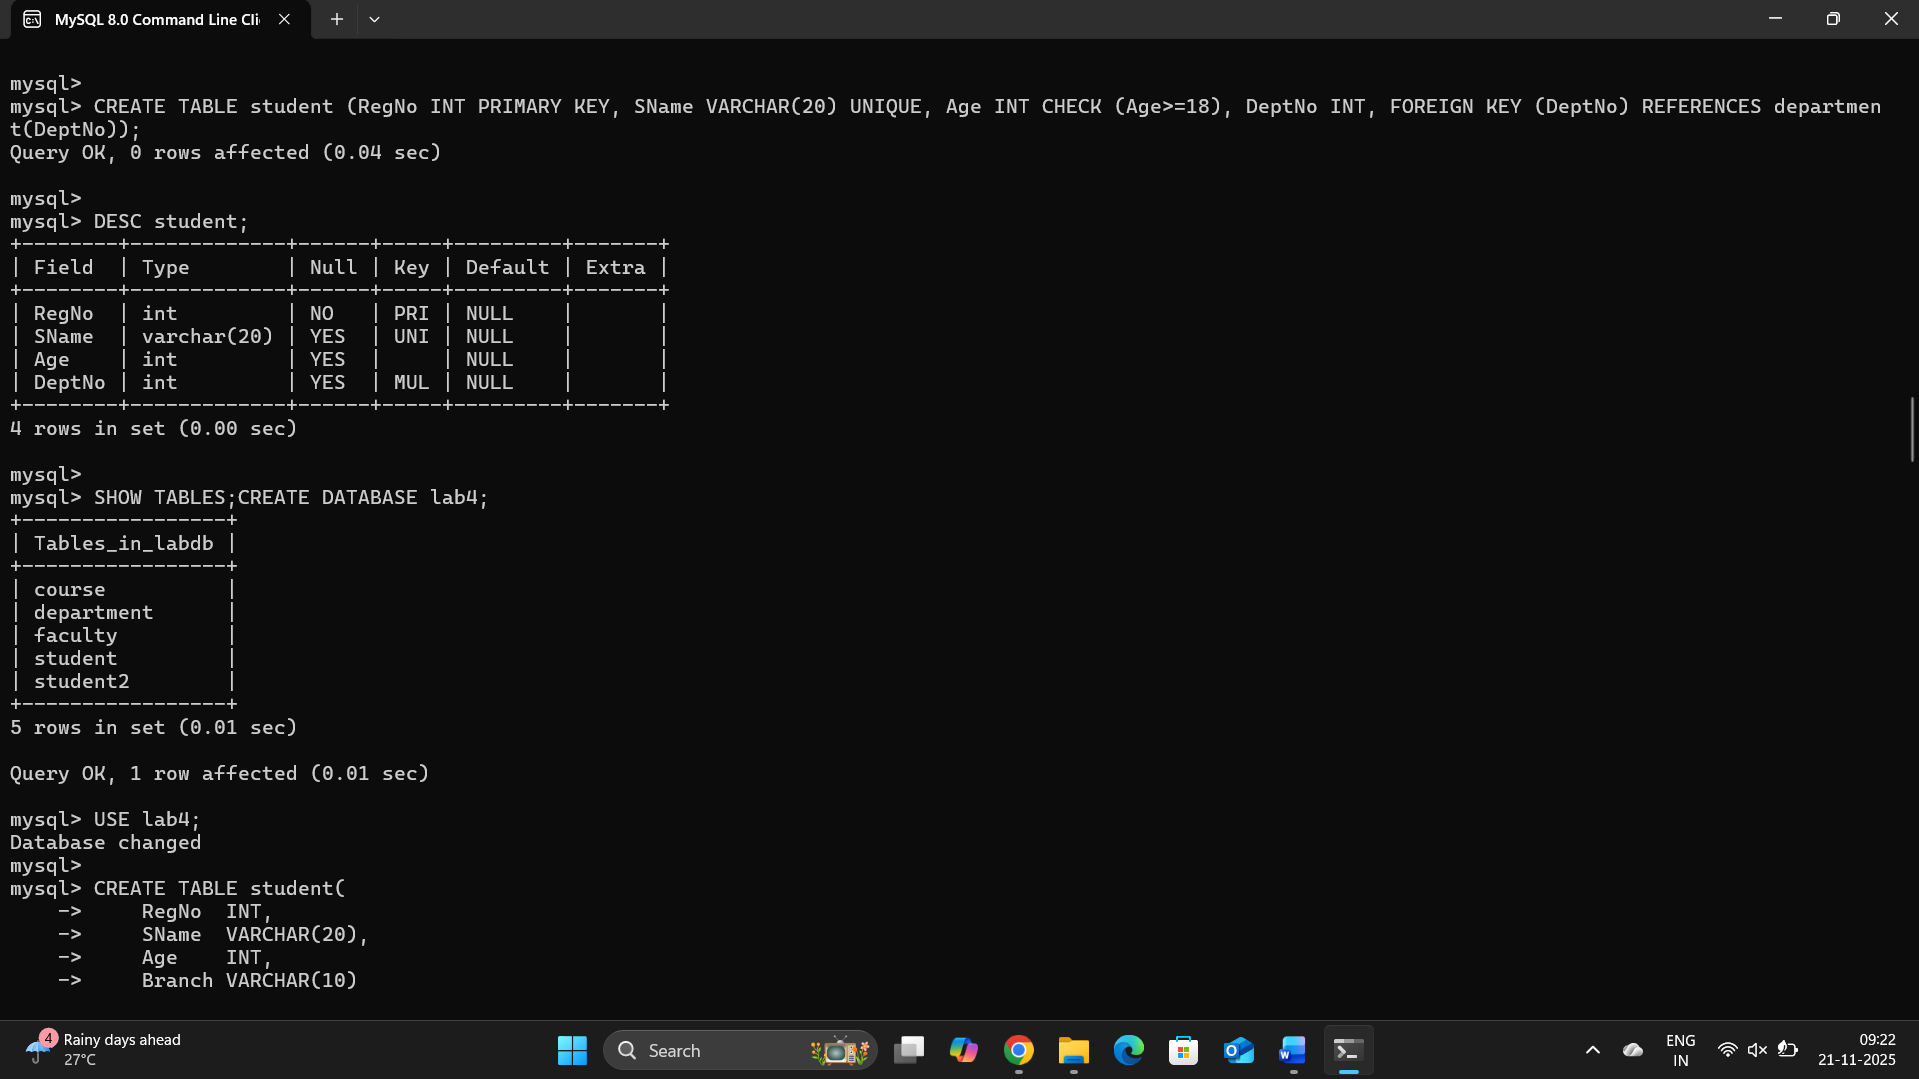 MySQL 8.0 Command Line Cli
mysql>
mysql> CREATE TABLE student (RegNo INT PRIMARY KEY, SName VARCHAR(20) UNIQUE, Age INT CHECK (Age>=18), DeptNo INT, FOREIGN KEY (DeptNo) REFERENCES departmen
t(DeptNo));
Query OK, 0 rows affected (0.04 sec)
mysql>
mysql> DESC student;
+--------+-------------+------+-----+---------+-------+
| Field  | Type        | Null | Key | Default | Extra |
+--------+-------------+------+-----+---------+-------+
| RegNo  | int         | NO   | PRI | NULL    |       |
| SName  | varchar(20) | YES  | UNI | NULL    |       |
| Age    | int         | YES  |     | NULL    |       |
| DeptNo | int         | YES  | MUL | NULL    |       |
+--------+-------------+------+-----+---------+-------+
4 rows in set (0.00 sec)
mysql>
mysql> SHOW TABLES;CREATE DATABASE lab4;
+-----------------+
| Tables_in_labdb |
+-----------------+
| course          |
| department      |
| faculty         |
| student         |
| student2        |
+-----------------+
5 rows in set (0.01 sec)
Query OK, 1 row affected (0.01 sec)
mysql> USE lab4;
Database changed
mysql>
mysql> CREATE TABLE student(
    ->     RegNo  INT,
    ->     SName  VARCHAR(20),
    ->     Age    INT,
    ->     Branch VARCHAR(10)
4
Rainy days ahead
27°C
Search
ENG
IN
09:22
21-11-2025